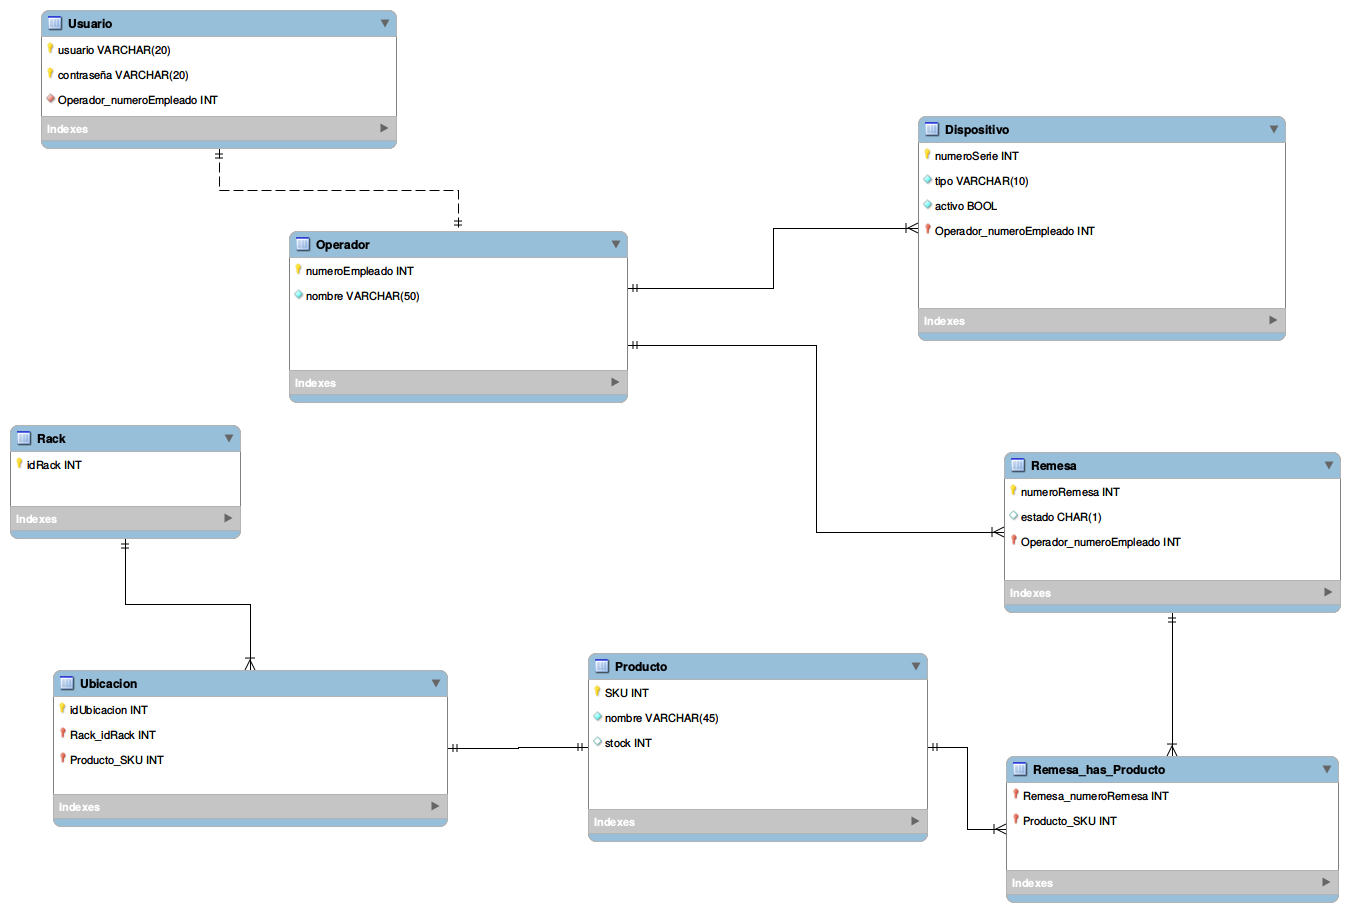 Usuario
usuario VARCHAR(20)
contraseña VARCHAR(20)
Operador_numeroEmpleado INT
Indexes
Dispositivo
numeroSerie INT
tipo VARCHAR(10)
activo BOOL
Operador_numeroEmpleado INT
Indexes
Operador
numeroEmpleado INT
nombre VARCHAR(50)
Indexes
Rack
idRack INT
Indexes
Remesa
numeroRemesa INT
estado CHAR(1)
Operador_numeroEmpleado INT
Indexes
Ubicacion
idUbicacion INT
Rack_idRack INT
Producto_SKU INT
Indexes
Producto
SKU INT
nombre VARCHAR(45)
stock INT
Indexes
Remesa_has_Producto
Remesa_numeroRemesa INT
Producto_SKU INT
Indexes